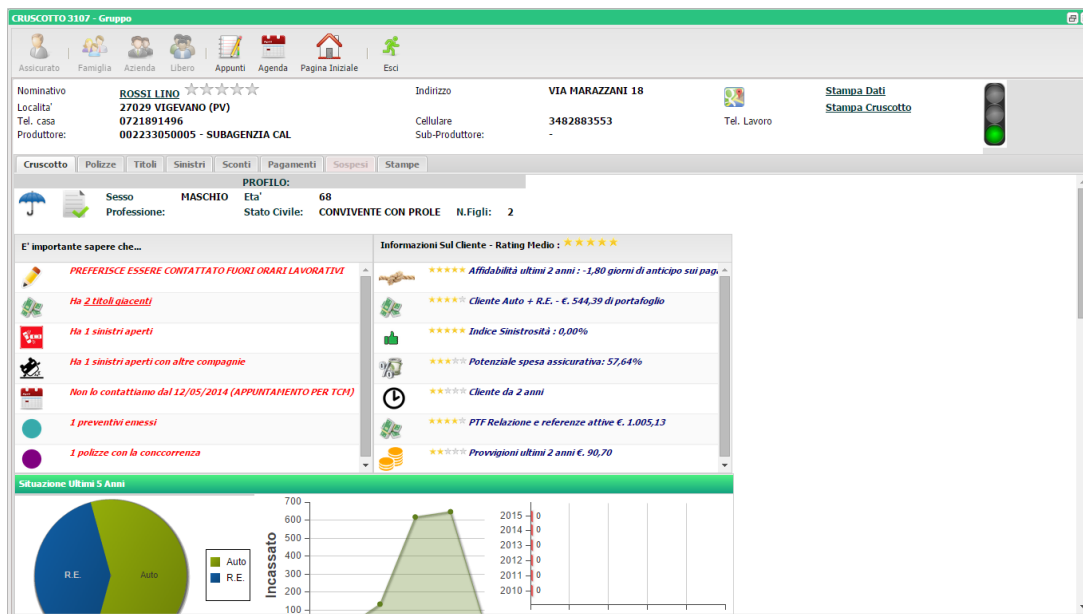 CRUSCOTTO 3107 - Gruppo
Assicurato Famiglia Azienda Libero Appunti Agenda Pagina Iniziale Esci
Nominativo ROSSI LINO Indirizzo VIA MARAZZANI 18 Stampa Dati
Localita' 27029 VIGEVANO (PV) Stampa Cruscotto
Tel. casa 0721891496 Cellulare 3482883553 Tel. Lavoro
Produttore: 002233050005 - SUBAGENZIA CAL Sub-Produttore: -
Cruscotto Polizze Titoli Sinistri Sconti Pagamenti Sospesi Stampe
PROFILO:
Sesso MASCHIO Eta' 68
Professione: Stato Civile: CONVIVENTE CON PROLE N.Figli: 2
E' importante sapere che...
PREFERISCE ESSERE CONTATTATO FUORI ORARI LAVORATIVI
Ha 2 titoli giacenti
Ha 1 sinistri aperti
Ha 1 sinistri aperti con altre compagnie
Non lo contattiamo dal 12/05/2014 (APPUNTAMENTO PER TCM)
1 preventivi emessi
1 polizze con la conccorrenza
Informazioni Sul Cliente - Rating Medio :
Affidabilità ultimi 2 anni : -1,80 giorni di anticipo sui
Cliente Auto + R.E. - €. 544,39 di portafoglio
Indice Sinistrosità : 0,00%
Potenziale spesa assicurativa: 57,64%
Cliente da 2 anni
PTF Relazione e referenze attive €. 1.005,13
Provvigioni ultimi 2 anni €. 90,70
Situazione Ultimi 5 Anni
R.E. Auto
Auto
R.E.
Incassato
700
600
500
400
300
200
100
2015 0
2014 0
2013 0
2012 0
2011 0
2010 0